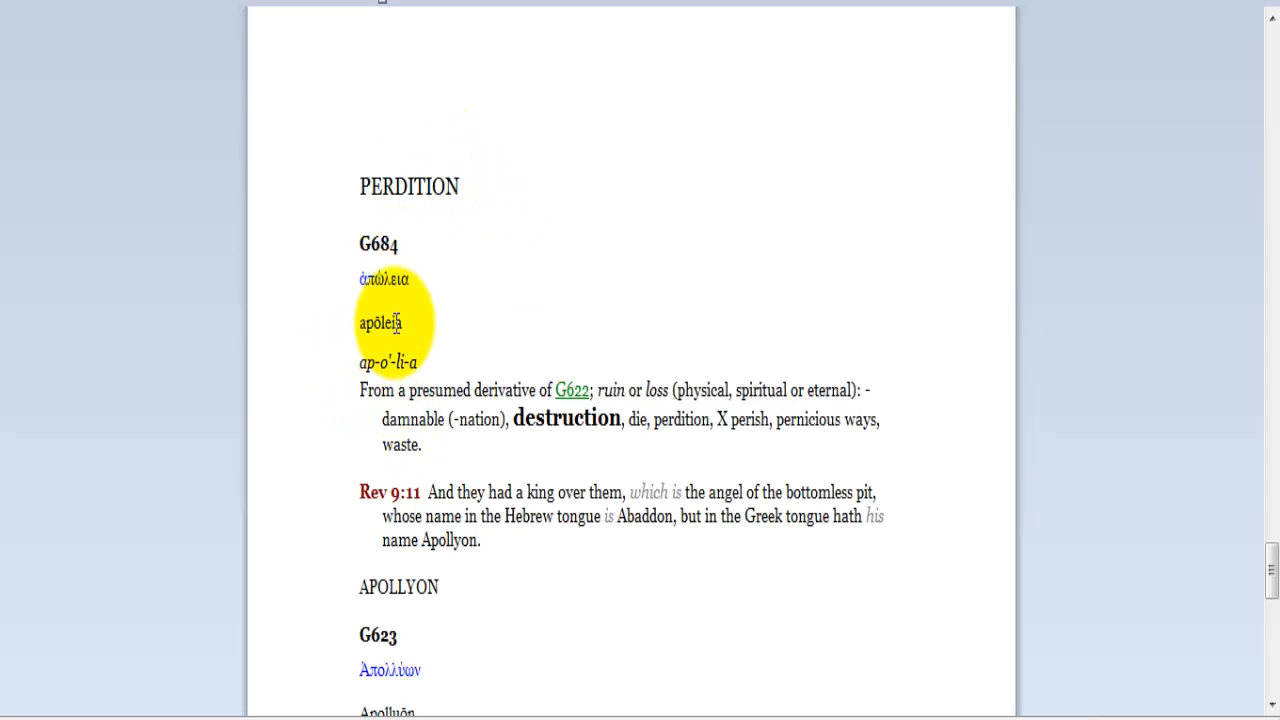 PERDITION
G684
ἀπώλεια
apōleia
ap-o'-li-a
From a presumed derivative of G622; ruin or loss (physical, spiritual or eternal): -
damnable (-nation), destruction, die, perdition, X perish, pernicious ways,
waste.
Rev 9:11 And they had a king over them, which is the angel of the bottomless pit,
whose name in the Hebrew tongue is Abaddon, but in the Greek tongue hath his
name Apollyon.
APOLLYON
G623
Ἀπολλύων
Apolluōn